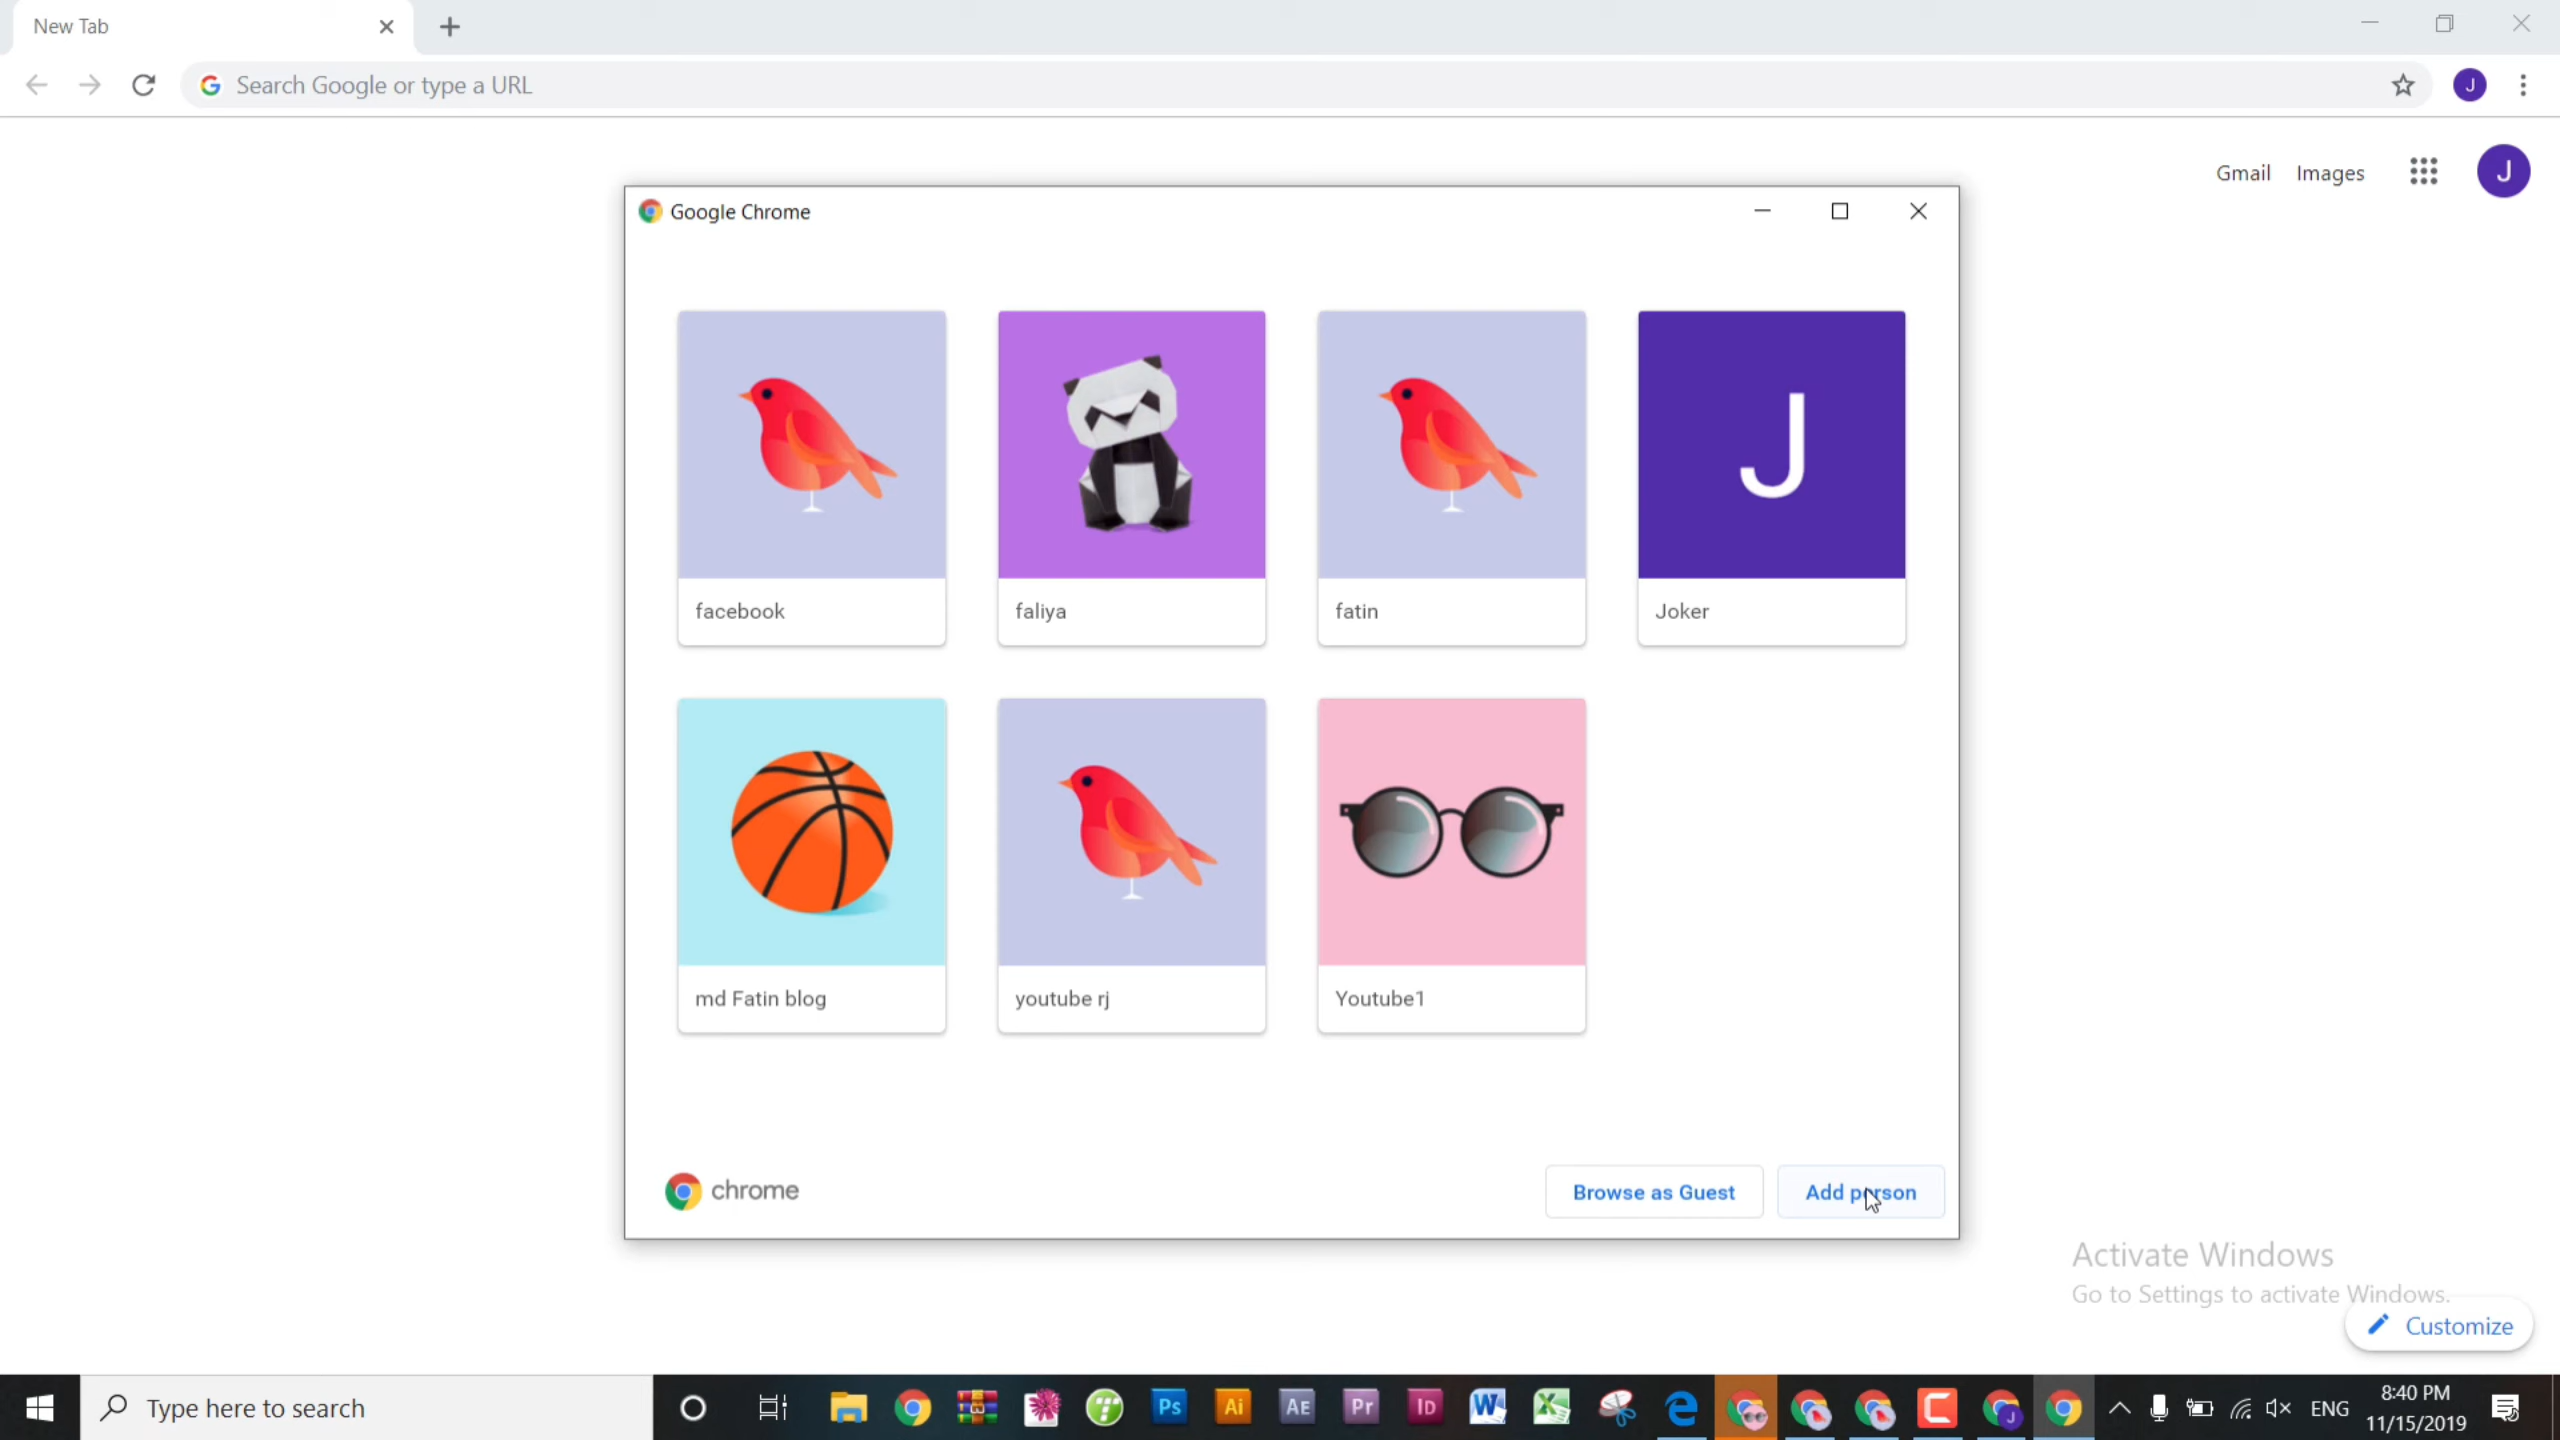 New Tab
Search Google or type a URL
J
Gmail Images J
Google Chrome
J
facebook
faliya
fatin
Joker
md Fatin blog
youtube rj
Youtube1
chrome
Browse as Guest
Add person
Activate Windows
Go to Settings to activate Windows.
Customize
Type here to search
Ps
Ai
AE
Pr
ID
J
ENG
8:40 PM
11/15/2019